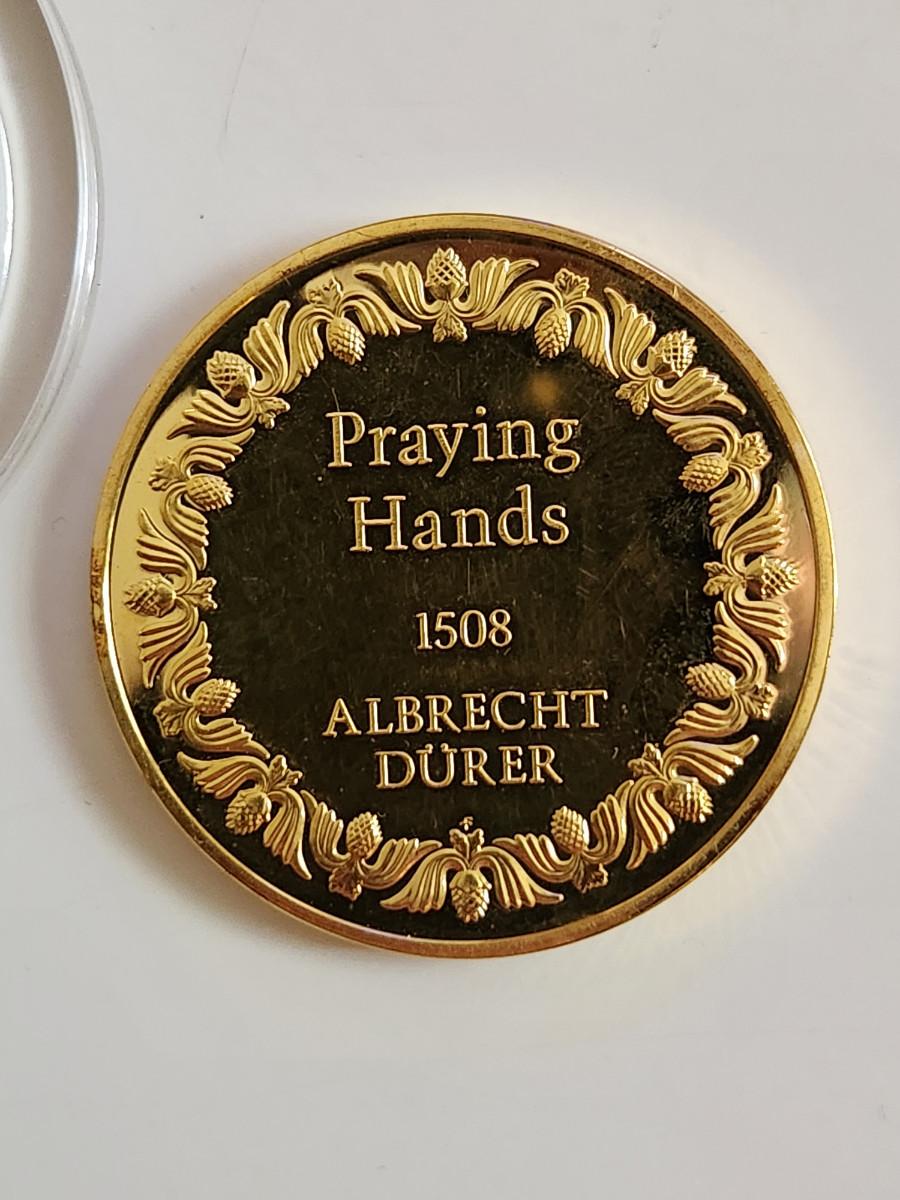 Praying
Hands
1508
ALBRECHT
DÜRER